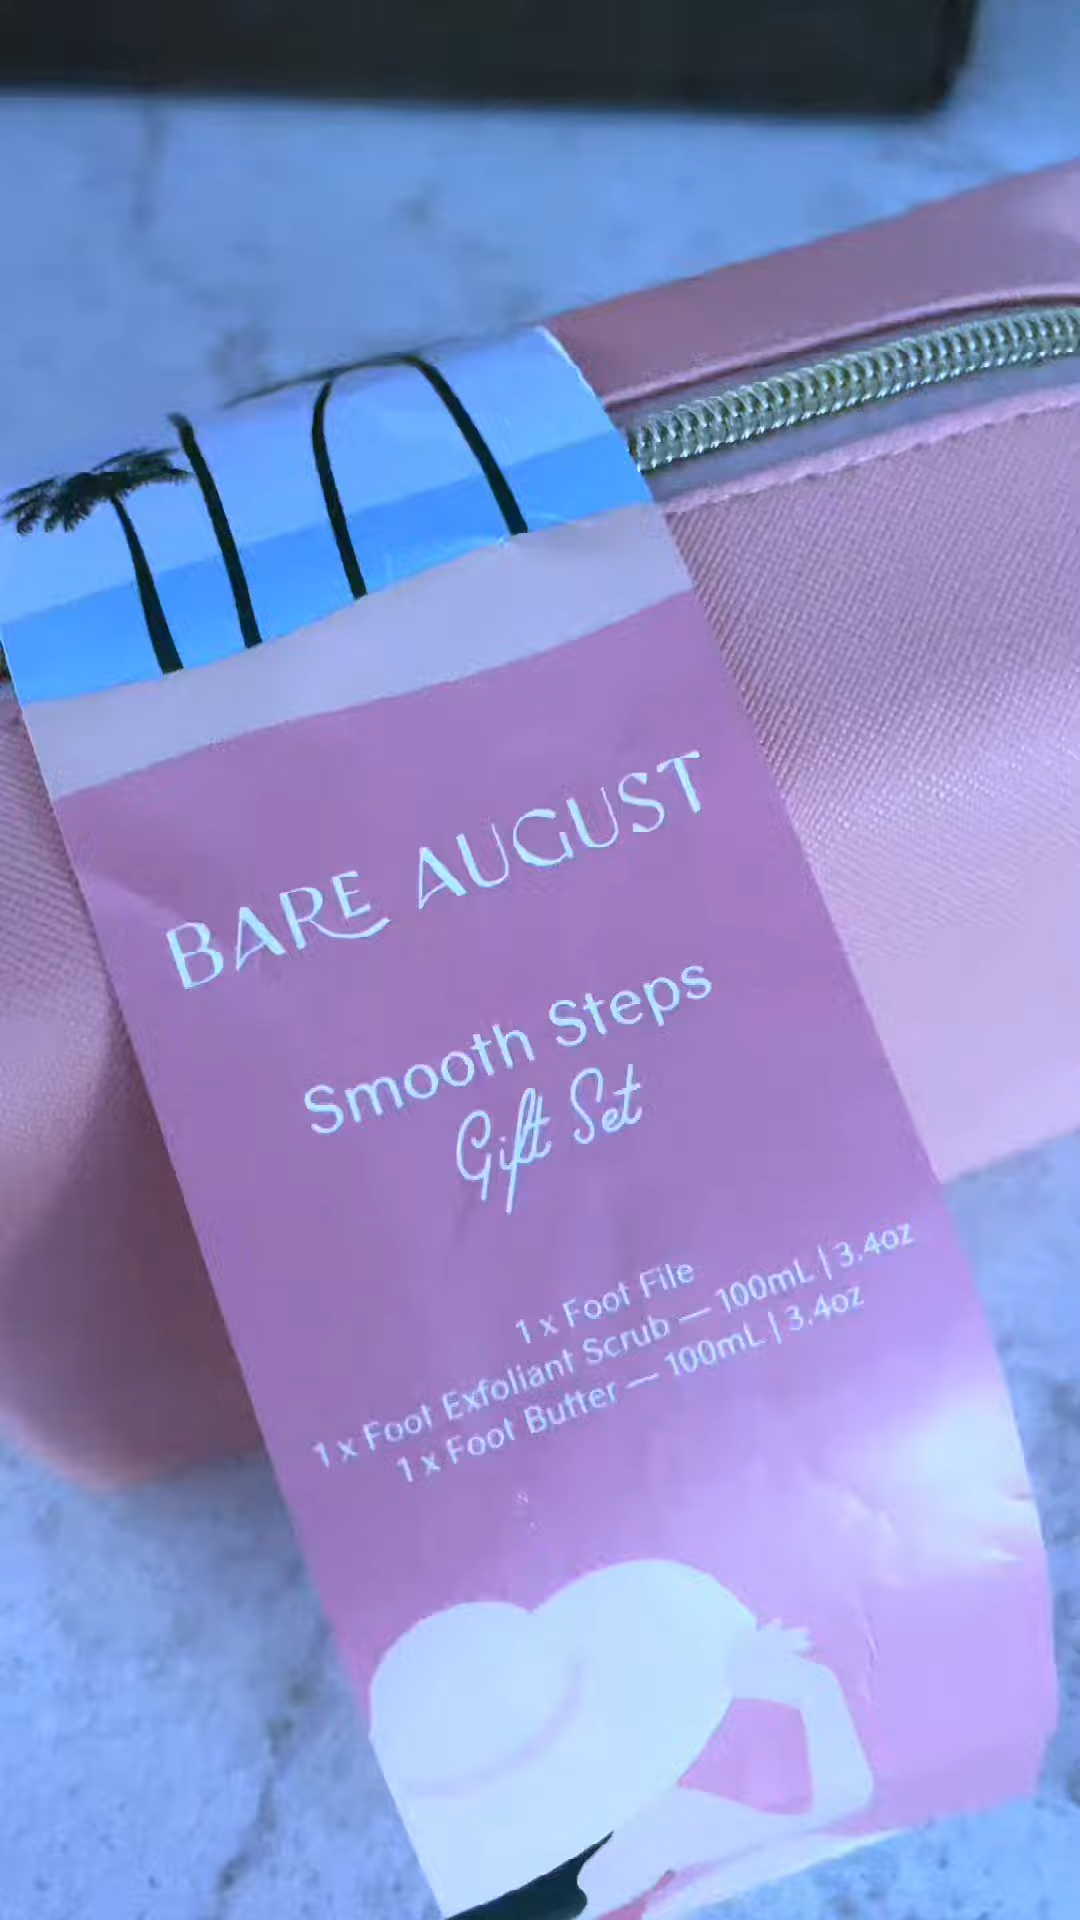 BARE AUGUST
Smooth Steps
Gift Set
1 x Foot File
1 x Foot Exfoliant Scrub — 100mL | 3.4oz
1 x Foot Butter — 100mL | 3.4oz